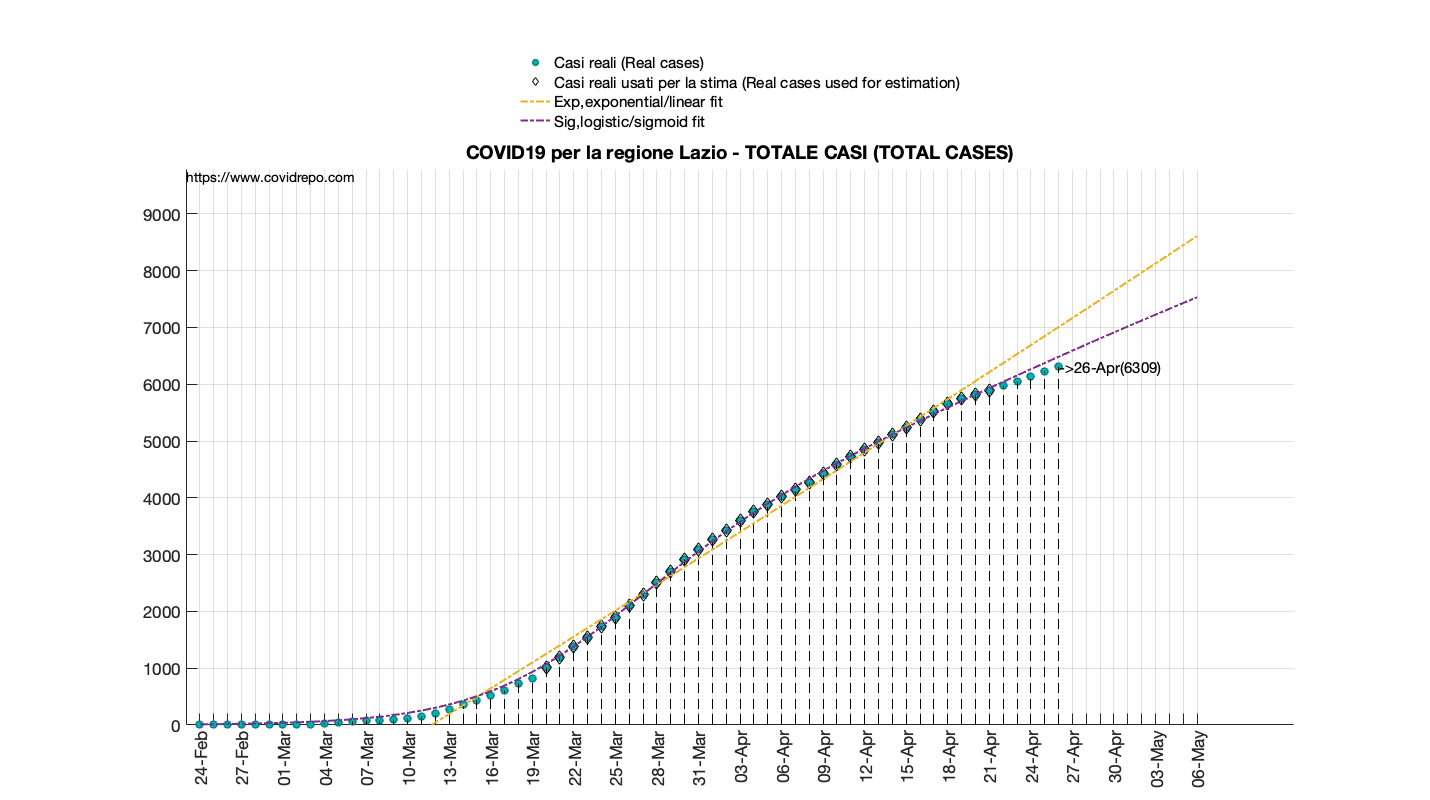 Casi reali (Real cases)
Casi reali usati per la stima (Real cases used for estimation)
Exp,exponential/linear fit
Sig,logistic/sigmoid fit
COVID19 per la regione Lazio - TOTALE CASI (TOTAL CASES)
https://www.covidrepo.com
9000
8000
7000
6000
5000
4000
3000
2000
1000
0
->26-Apr(6309)
24-Feb
27-Feb
01-Mar
04-Mar
07-Mar
10-Mar
13-Mar
16-Mar
19-Mar
22-Mar
25-Mar
28-Mar
31-Mar
03-Apr
06-Apr
09-Apr
12-Apr
15-Apr
18-Apr
21-Apr
24-Apr
27-Apr
30-Apr
03-May
06-May